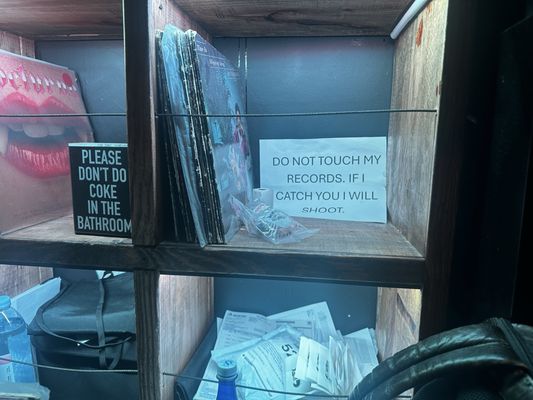 PLEASE
DON'T DO
COKE
IN THE
BATHROOM
DO NOT TOUCH MY
RECORDS. IF I
CATCH YOU I WILL
SHOOT.